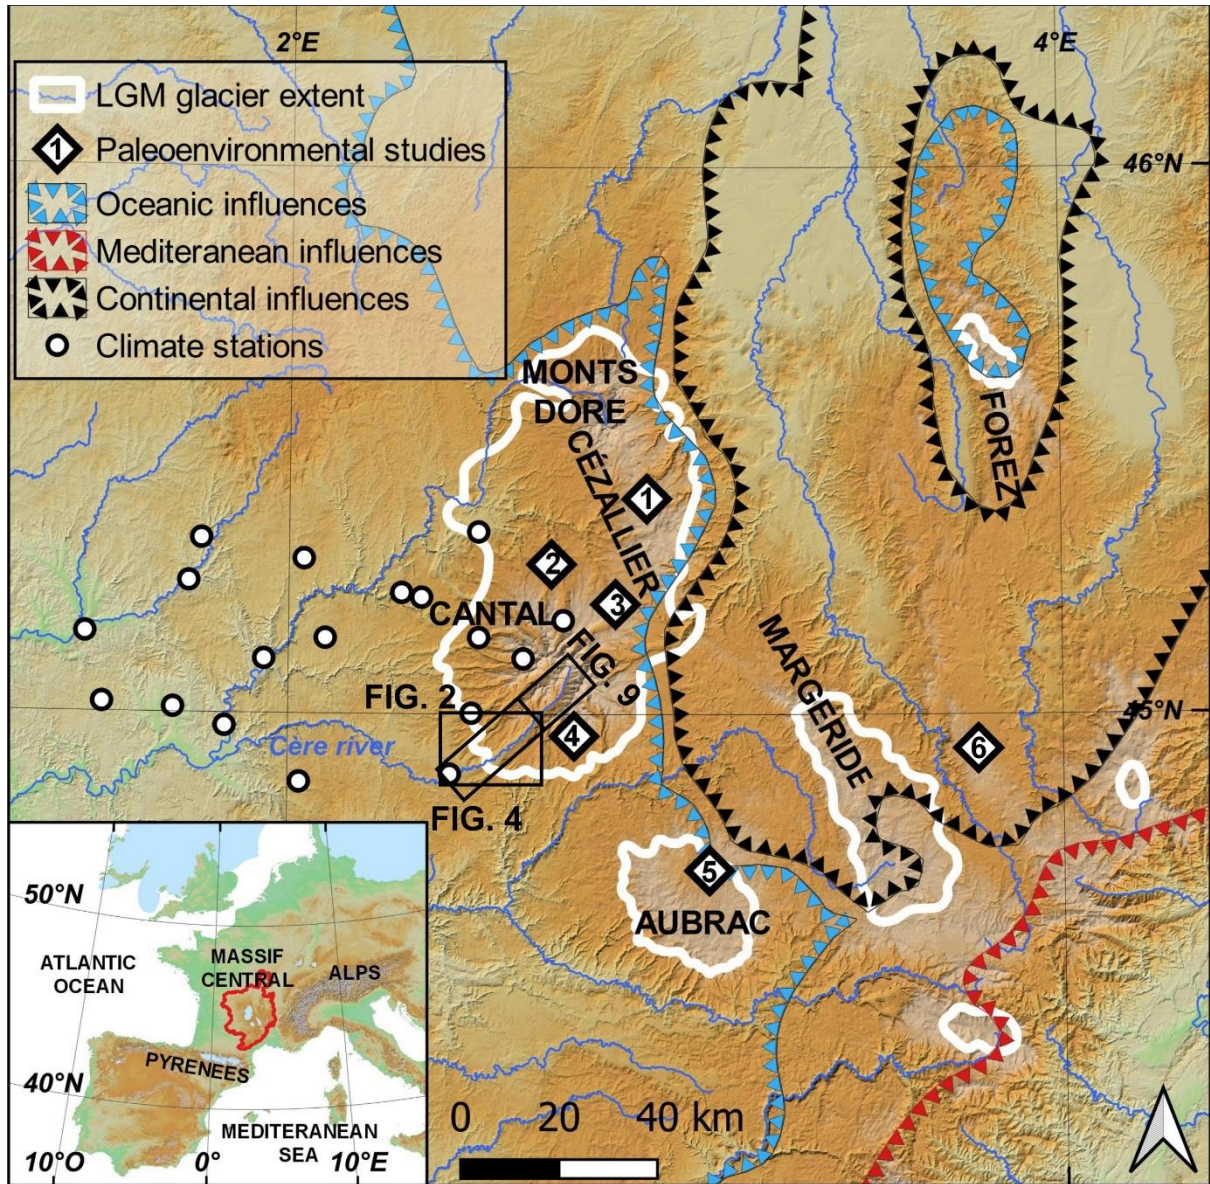 2°E
4°E
LGM glacier extent
1
Paleoenvironmental studies
Oceanic influences
Mediteranean influences
Continental influences
Climate stations
46°N
MONTS
DORE
CÉZALLIER
FOREZ
1
2
3
CANTAL
FIG. 9
FIG. 2
MARGERIDE
45°N
4
6
Cère river
FIG. 4
5
AUBRAC
50°N
ATLANTIC
OCEAN
MASSIF
CENTRAL
ALPS
PYRENEES
40°N
MEDITERANEAN
SEA
10°O
0°
10°E
0 20 40 km